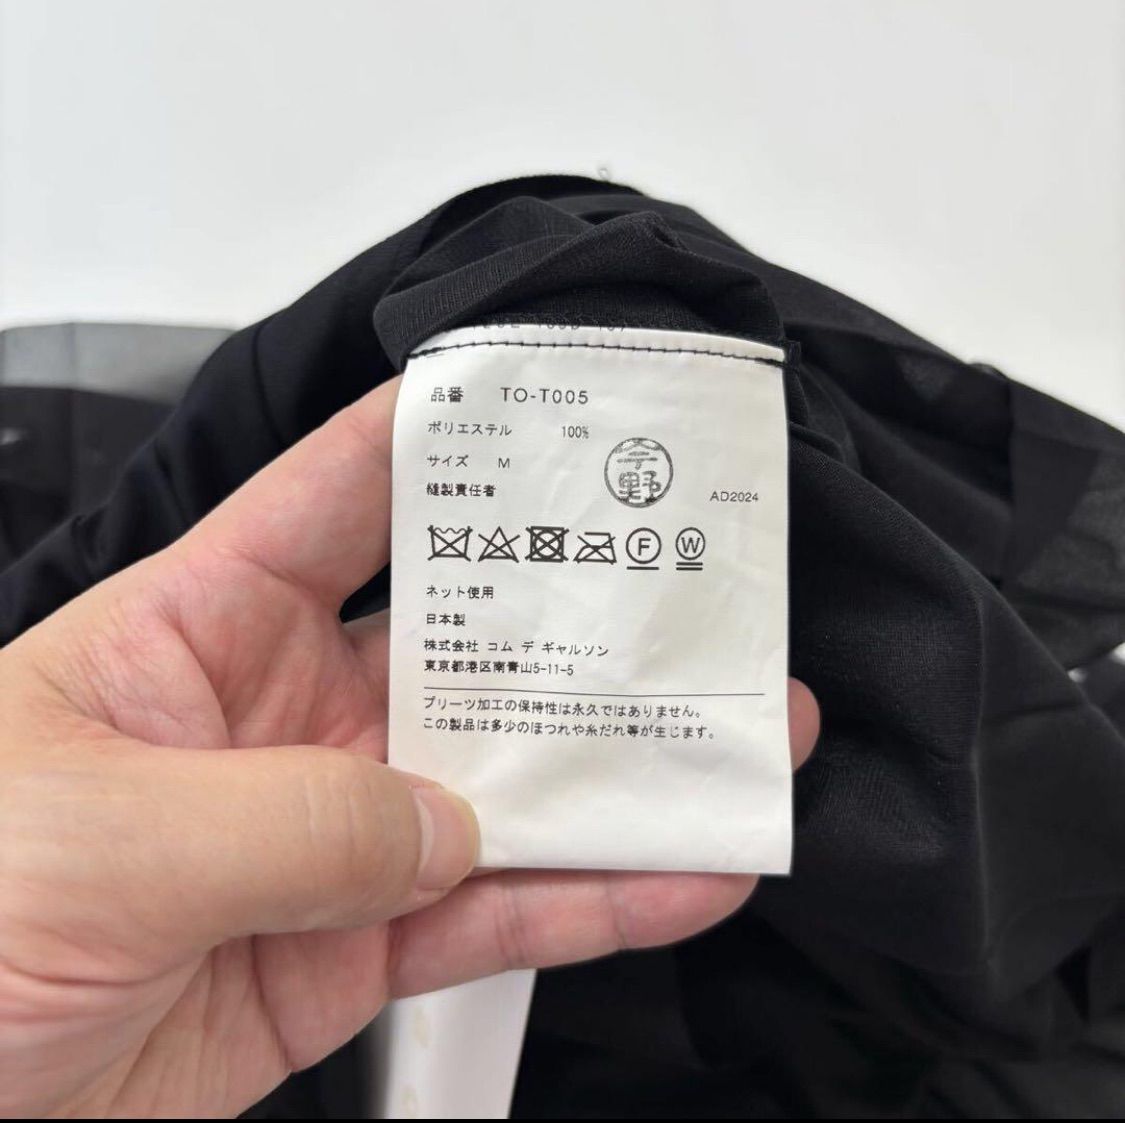 品番 TO-T005
ポリエステル 100%
サイズ M
縫製責任者 今野 AD2024
F W
ネット使用
日本製
株式会社 コム デ ギャルソン
東京都港区南青山5-11-5
プリーツ加工の保持性は永久ではありません。
この製品は多少のほつれや糸だれ等が生じます。